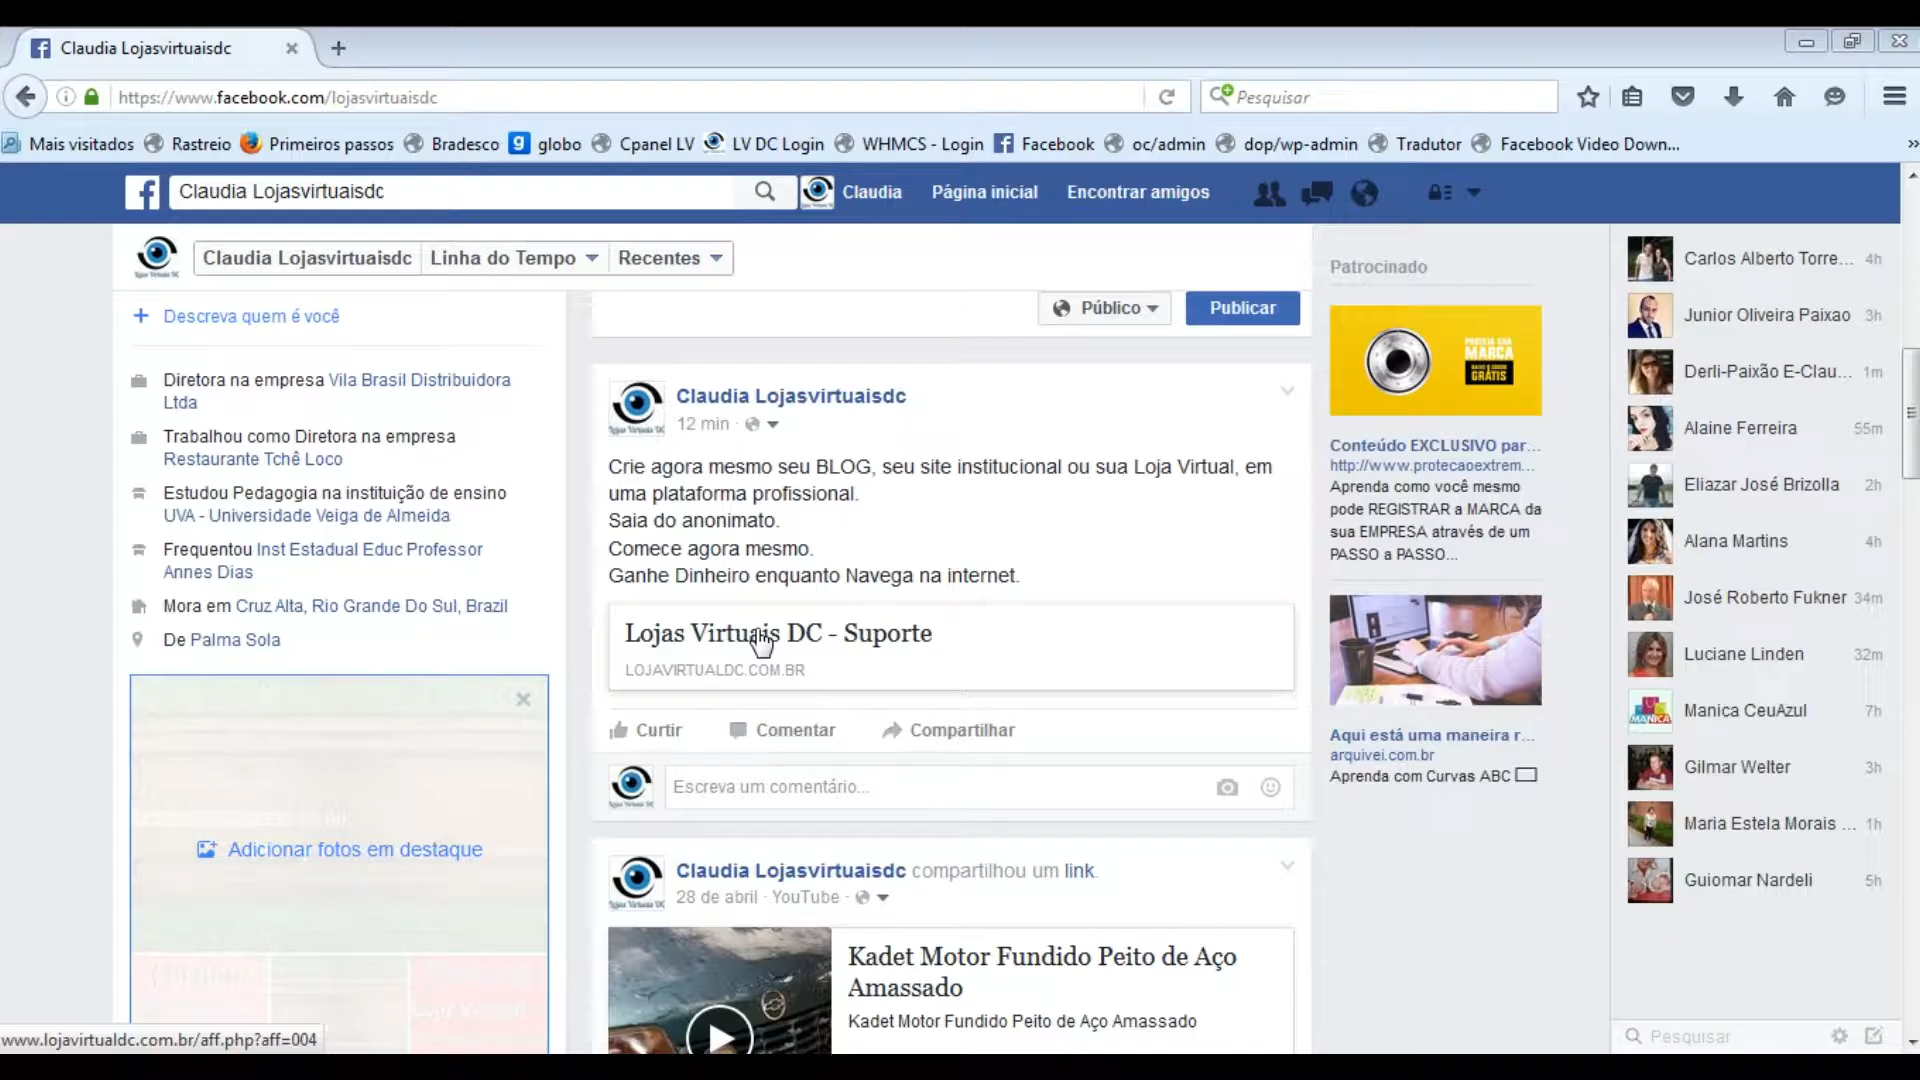 Claudia Lojasvirtuaisdc
https://www.facebook.com/lojasvirtuaisdc
Pesquisar
Mais visitados
Rastreio
Primeiros passos
Bradesco
globo
Cpanel LV
LV DC Login
WHMCS - Login
Facebook
oc/admin
dop/wp-admin
Tradutor
Facebook Video Down...
Claudia Lojasvirtuaisdc
Claudia
Página inicial
Encontrar amigos
Claudia Lojasvirtuaisdc
Linha do Tempo
Recentes
Descreva quem é você
Diretora na empresa Vila Brasil Distribuidora
Ltda
Trabalhou como Diretora na empresa
Restaurante Tchê Loco
Estudou Pedagogia na instituição de ensino
UVA - Universidade Veiga de Almeida
Frequentou Inst Estadual Educ Professor
Annes Dias
Mora em Cruz Alta, Rio Grande Do Sul, Brazil
De Palma Sola
Adicionar fotos em destaque
www.lojavirtualdc.com.br/aff.php?aff=004
Público
Publicar
Claudia Lojasvirtuaisdc
12 min ·
Crie agora mesmo seu BLOG, seu site institucional ou sua Loja Virtual, em
uma plataforma profissional.
Saia do anonimato.
Comece agora mesmo.
Ganhe Dinheiro enquanto Navega na internet.
Lojas Virtuais DC - Suporte
LOJAVIRTUALDC.COM.BR
Curtir
Comentar
Compartilhar
Escreva um comentário...
Claudia Lojasvirtuaisdc compartilhou um link.
28 de abril · YouTube ·
Kadet Motor Fundido Peito de Aço
Amassado
Kadet Motor Fundido Peito de Aço Amassado
Patrocinado
PROTEJA SUA
MARCA
BAIXE O EBOOK
GRÁTIS
Conteúdo EXCLUSIVO par...
http://www.protecaoextrem...
Aprenda como você mesmo
pode REGISTRAR a MARCA da
sua EMPRESA através de um
PASSO a PASSO...
Aqui está uma maneira r...
arquivei.com.br
Aprenda com Curvas ABC
Carlos Alberto Torre... 4h
Junior Oliveira Paixao 3h
Derli-Paixão E-Clau... 1m
Alaine Ferreira 55m
Eliazar José Brizolla 2h
Alana Martins 4h
José Roberto Fukner 34m
Luciane Linden 32m
MANICA
Manica CeuAzul 7h
Gilmar Welter 3h
Maria Estela Morais ... 1h
Guiomar Nardeli 5h
Pesquisar